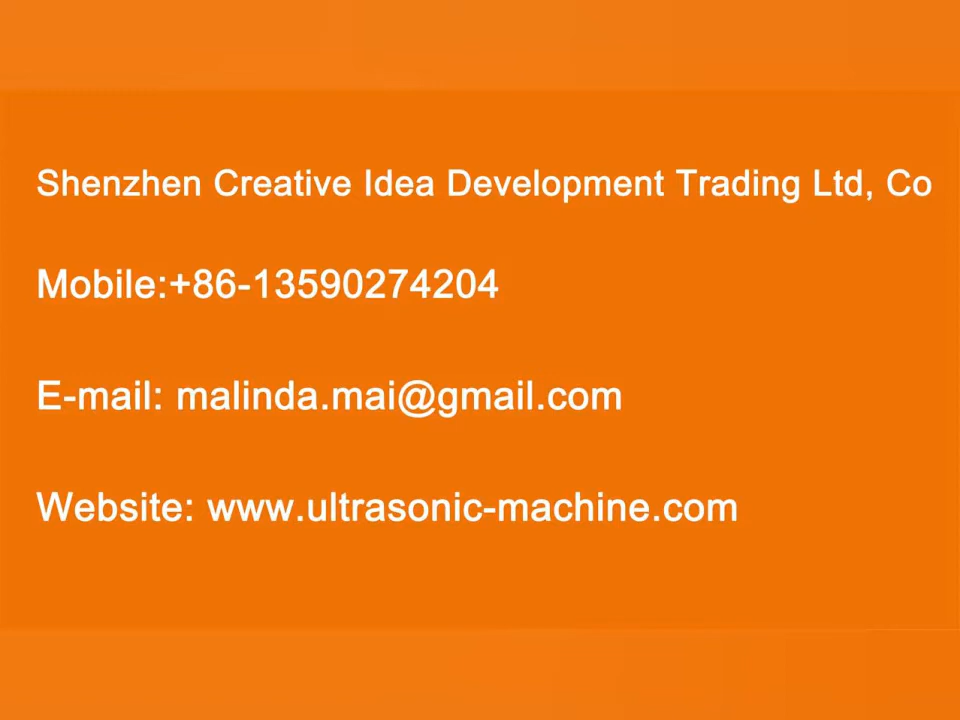 Shenzhen Creative Idea Development Trading Ltd, Co
Mobile:+86-13590274204
E-mail: malinda.mai@gmail.com
Website: www.ultrasonic-machine.com